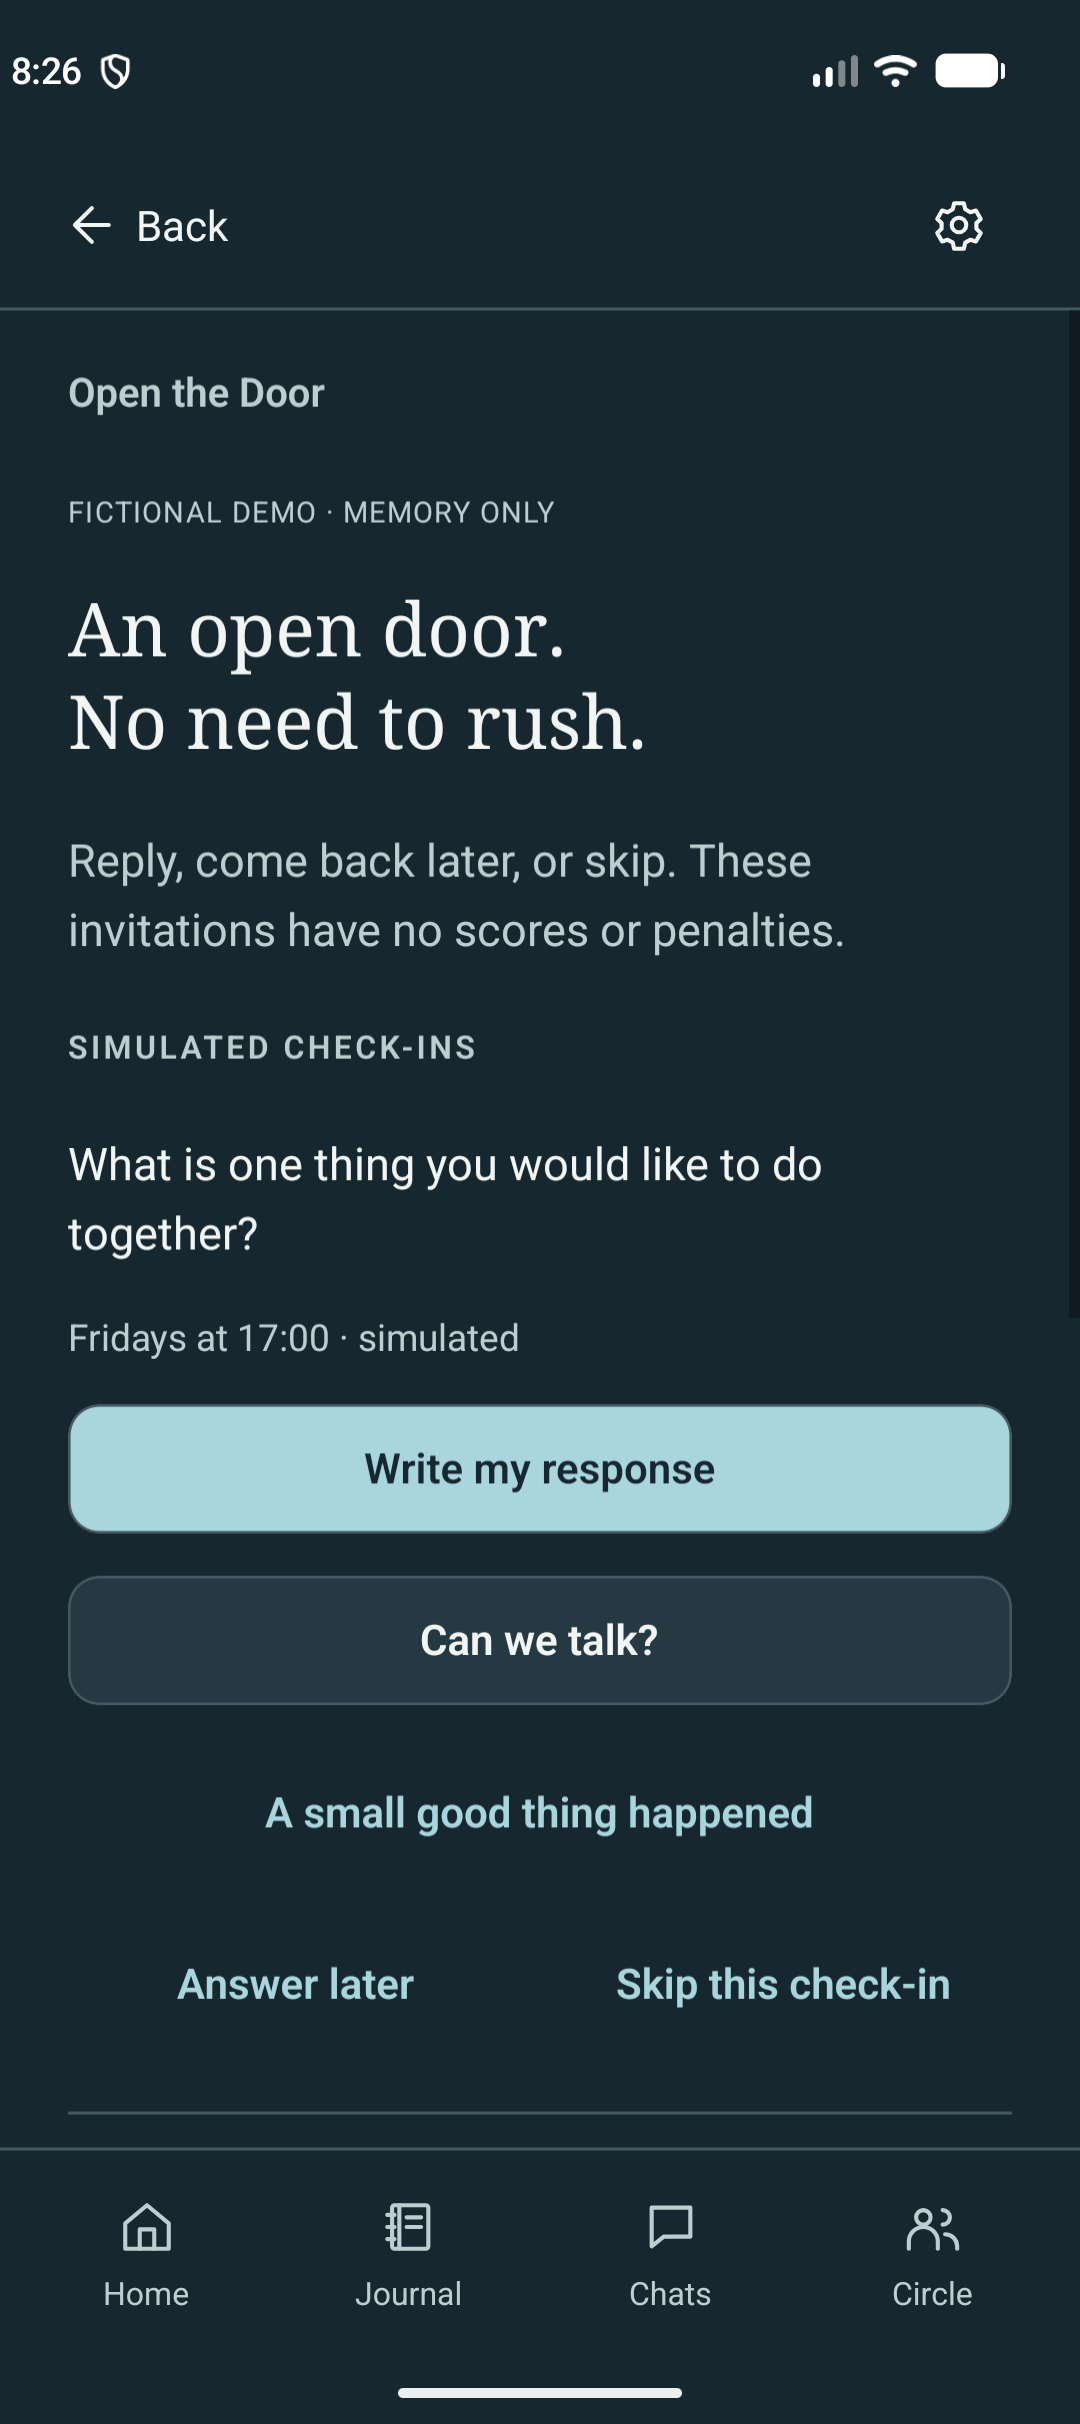 8:26
Back
Open the Door
FICTIONAL DEMO · MEMORY ONLY
An open door.
No need to rush.
Reply, come back later, or skip. These
invitations have no scores or penalties.
SIMULATED CHECK-INS
What is one thing you would like to do
together?
Fridays at 17:00 · simulated
Write my response
Can we talk?
A small good thing happened
Answer later
Skip this check-in
Home
Journal
Chats
Circle